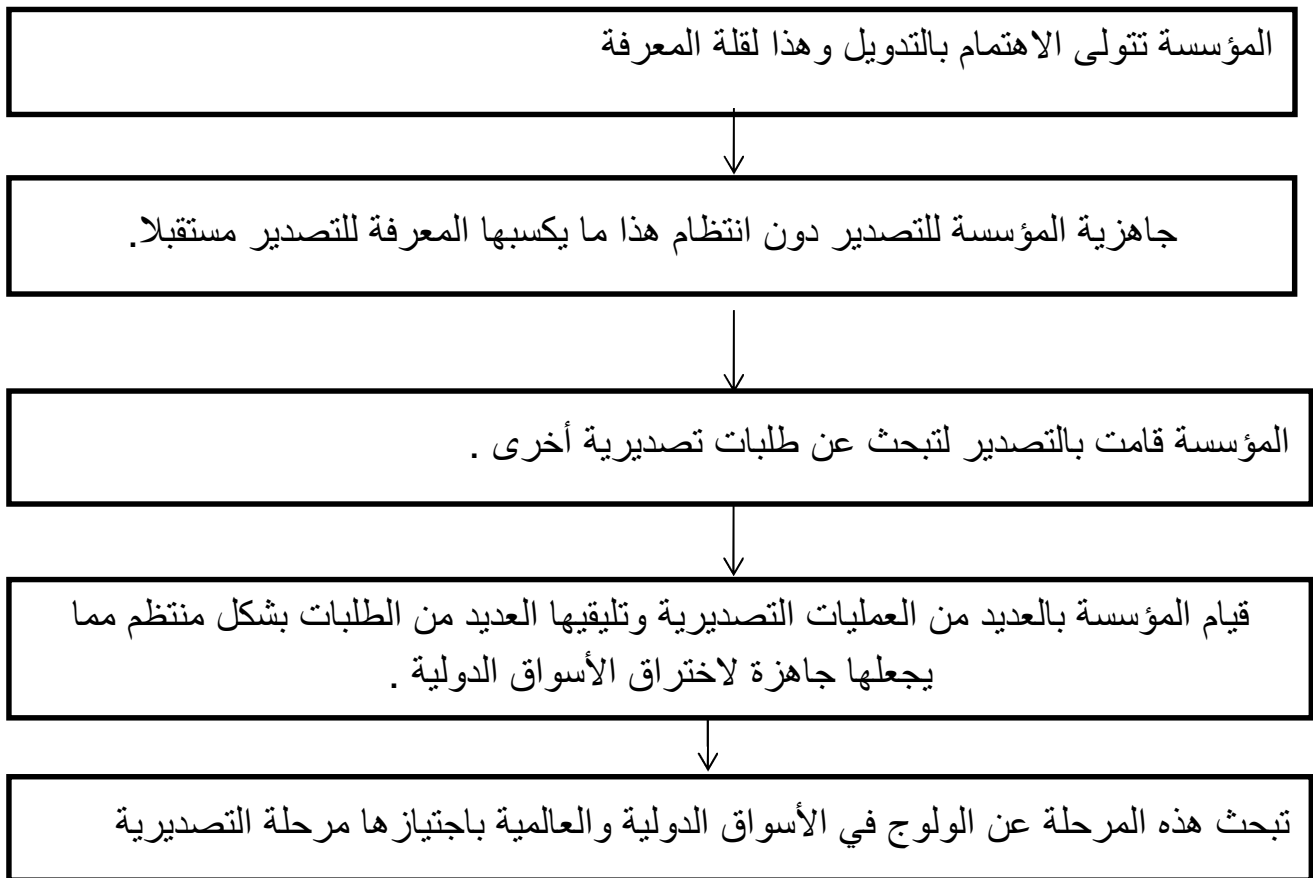 المؤسسة تتولى الاهتمام بالتدويل وهذا لقلة المعرفة
جاهزية المؤسسة للتصدير دون انتظام هذا ما يكسبها المعرفة للتصدير مستقبلا.
المؤسسة قامت بالتصدير لتبحث عن طلبات تصديرية أخرى .
قيام المؤسسة بالعديد من العمليات التصديرية وتليقيها العديد من الطلبات بشكل منتظم مما
يجعلها جاهزة لاختراق الأسواق الدولية .
تبحث هذه المرحلة عن الولوج في الأسواق الدولية والعالمية باجتيازها مرحلة التصديرية